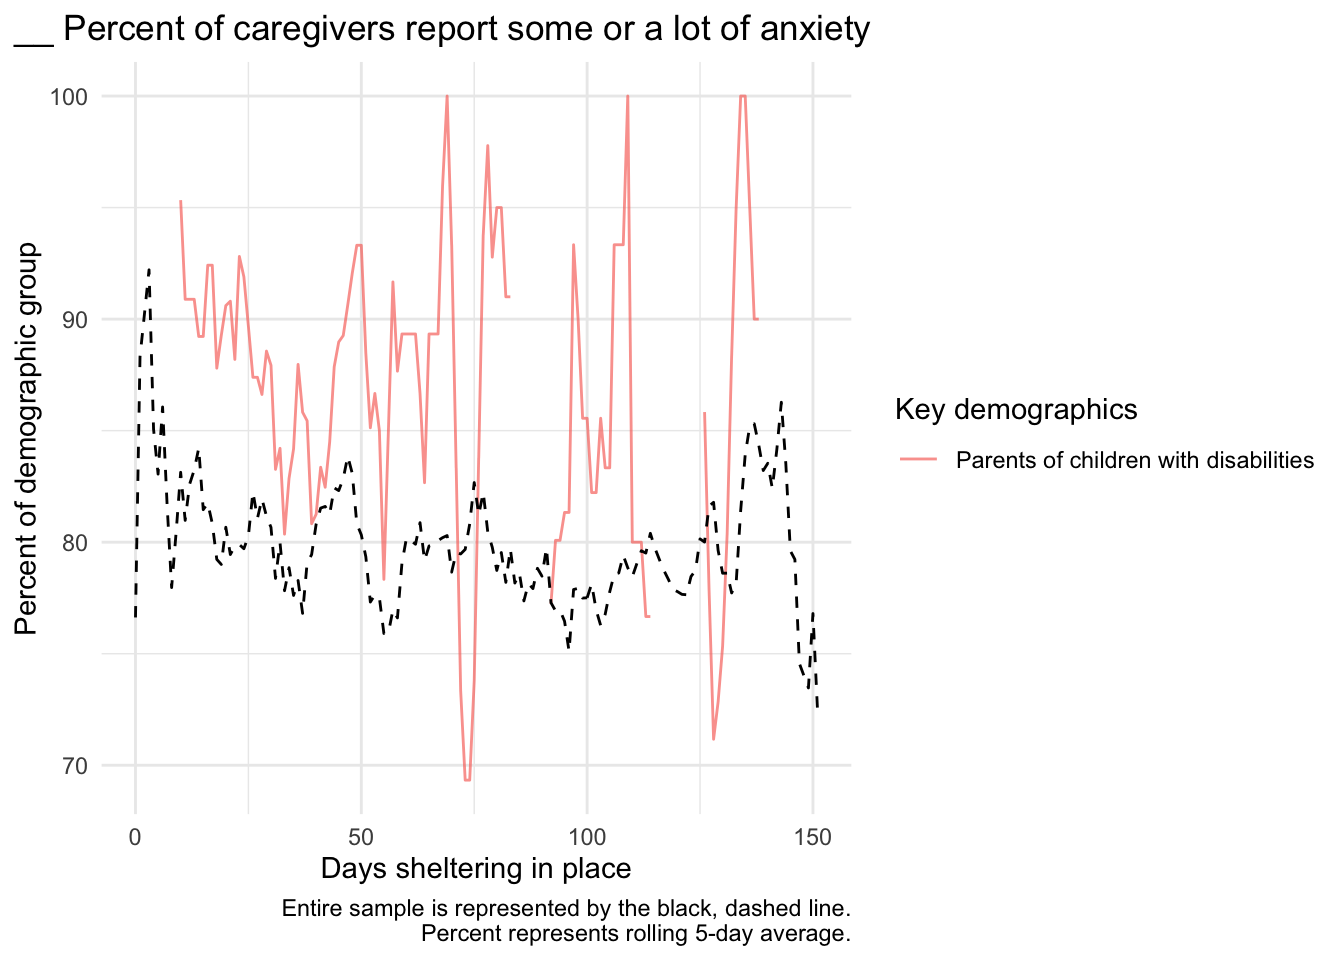 __ Percent of caregivers report some or a lot of anxiety
100
90
80
70
Percent of demographic group
0
50
100
150
Days sheltering in place
Key demographics
Parents of children with disabilities
Entire sample is represented by the black, dashed line.
Percent represents rolling 5-day average.